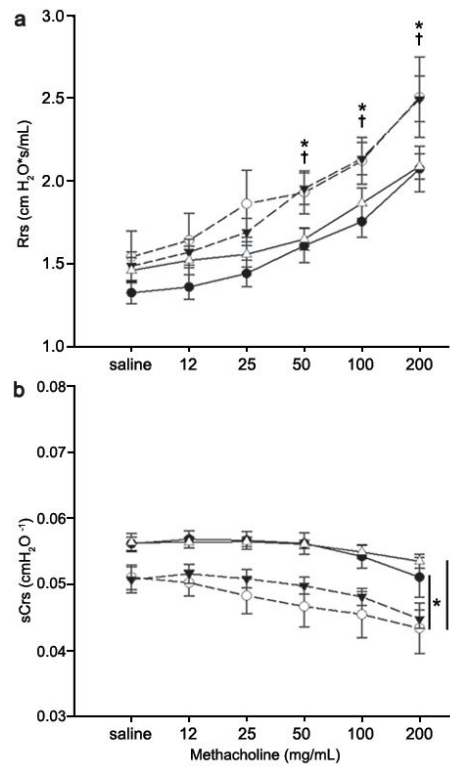 a
3.0
* †
2.5
* †
* †
2.0
1.5
1.0
Rrs (cm H₂O*s/mL)
saline 12 25 50 100 200
b
0.08
0.07
0.06
0.05
0.04
0.03
*
sCrs (cmH₂O⁻¹)
saline 12 25 50 100 200
Methacholine (mg/mL)